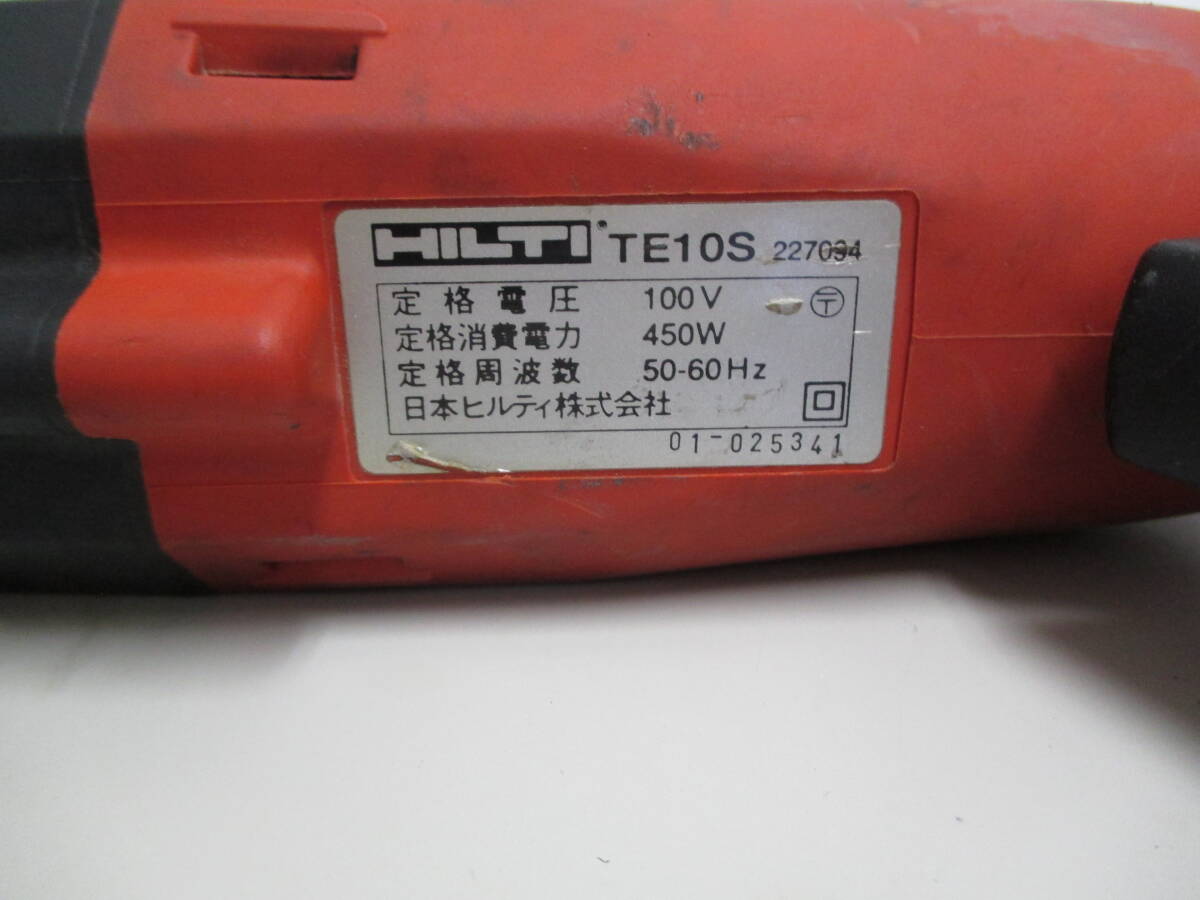 HILTI TE10S 227094
定格電圧 100V 〒
定格消費電力 450W
定格周波数 50-60Hz
日本ヒルティ株式会社
01-025341